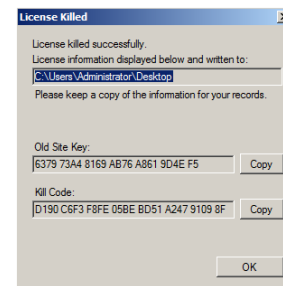 License Killed
License killed successfully.
License information displayed below and written to:
C:\Users\Administrator\Desktop
Please keep a copy of the information for your records.
Old Site Key:
6379 73A4 8169 AB76 A861 9D4E F5
Copy
Kill Code:
D190 C6F3 F8FE 05BE BD51 A247 9109 8F
Copy
OK